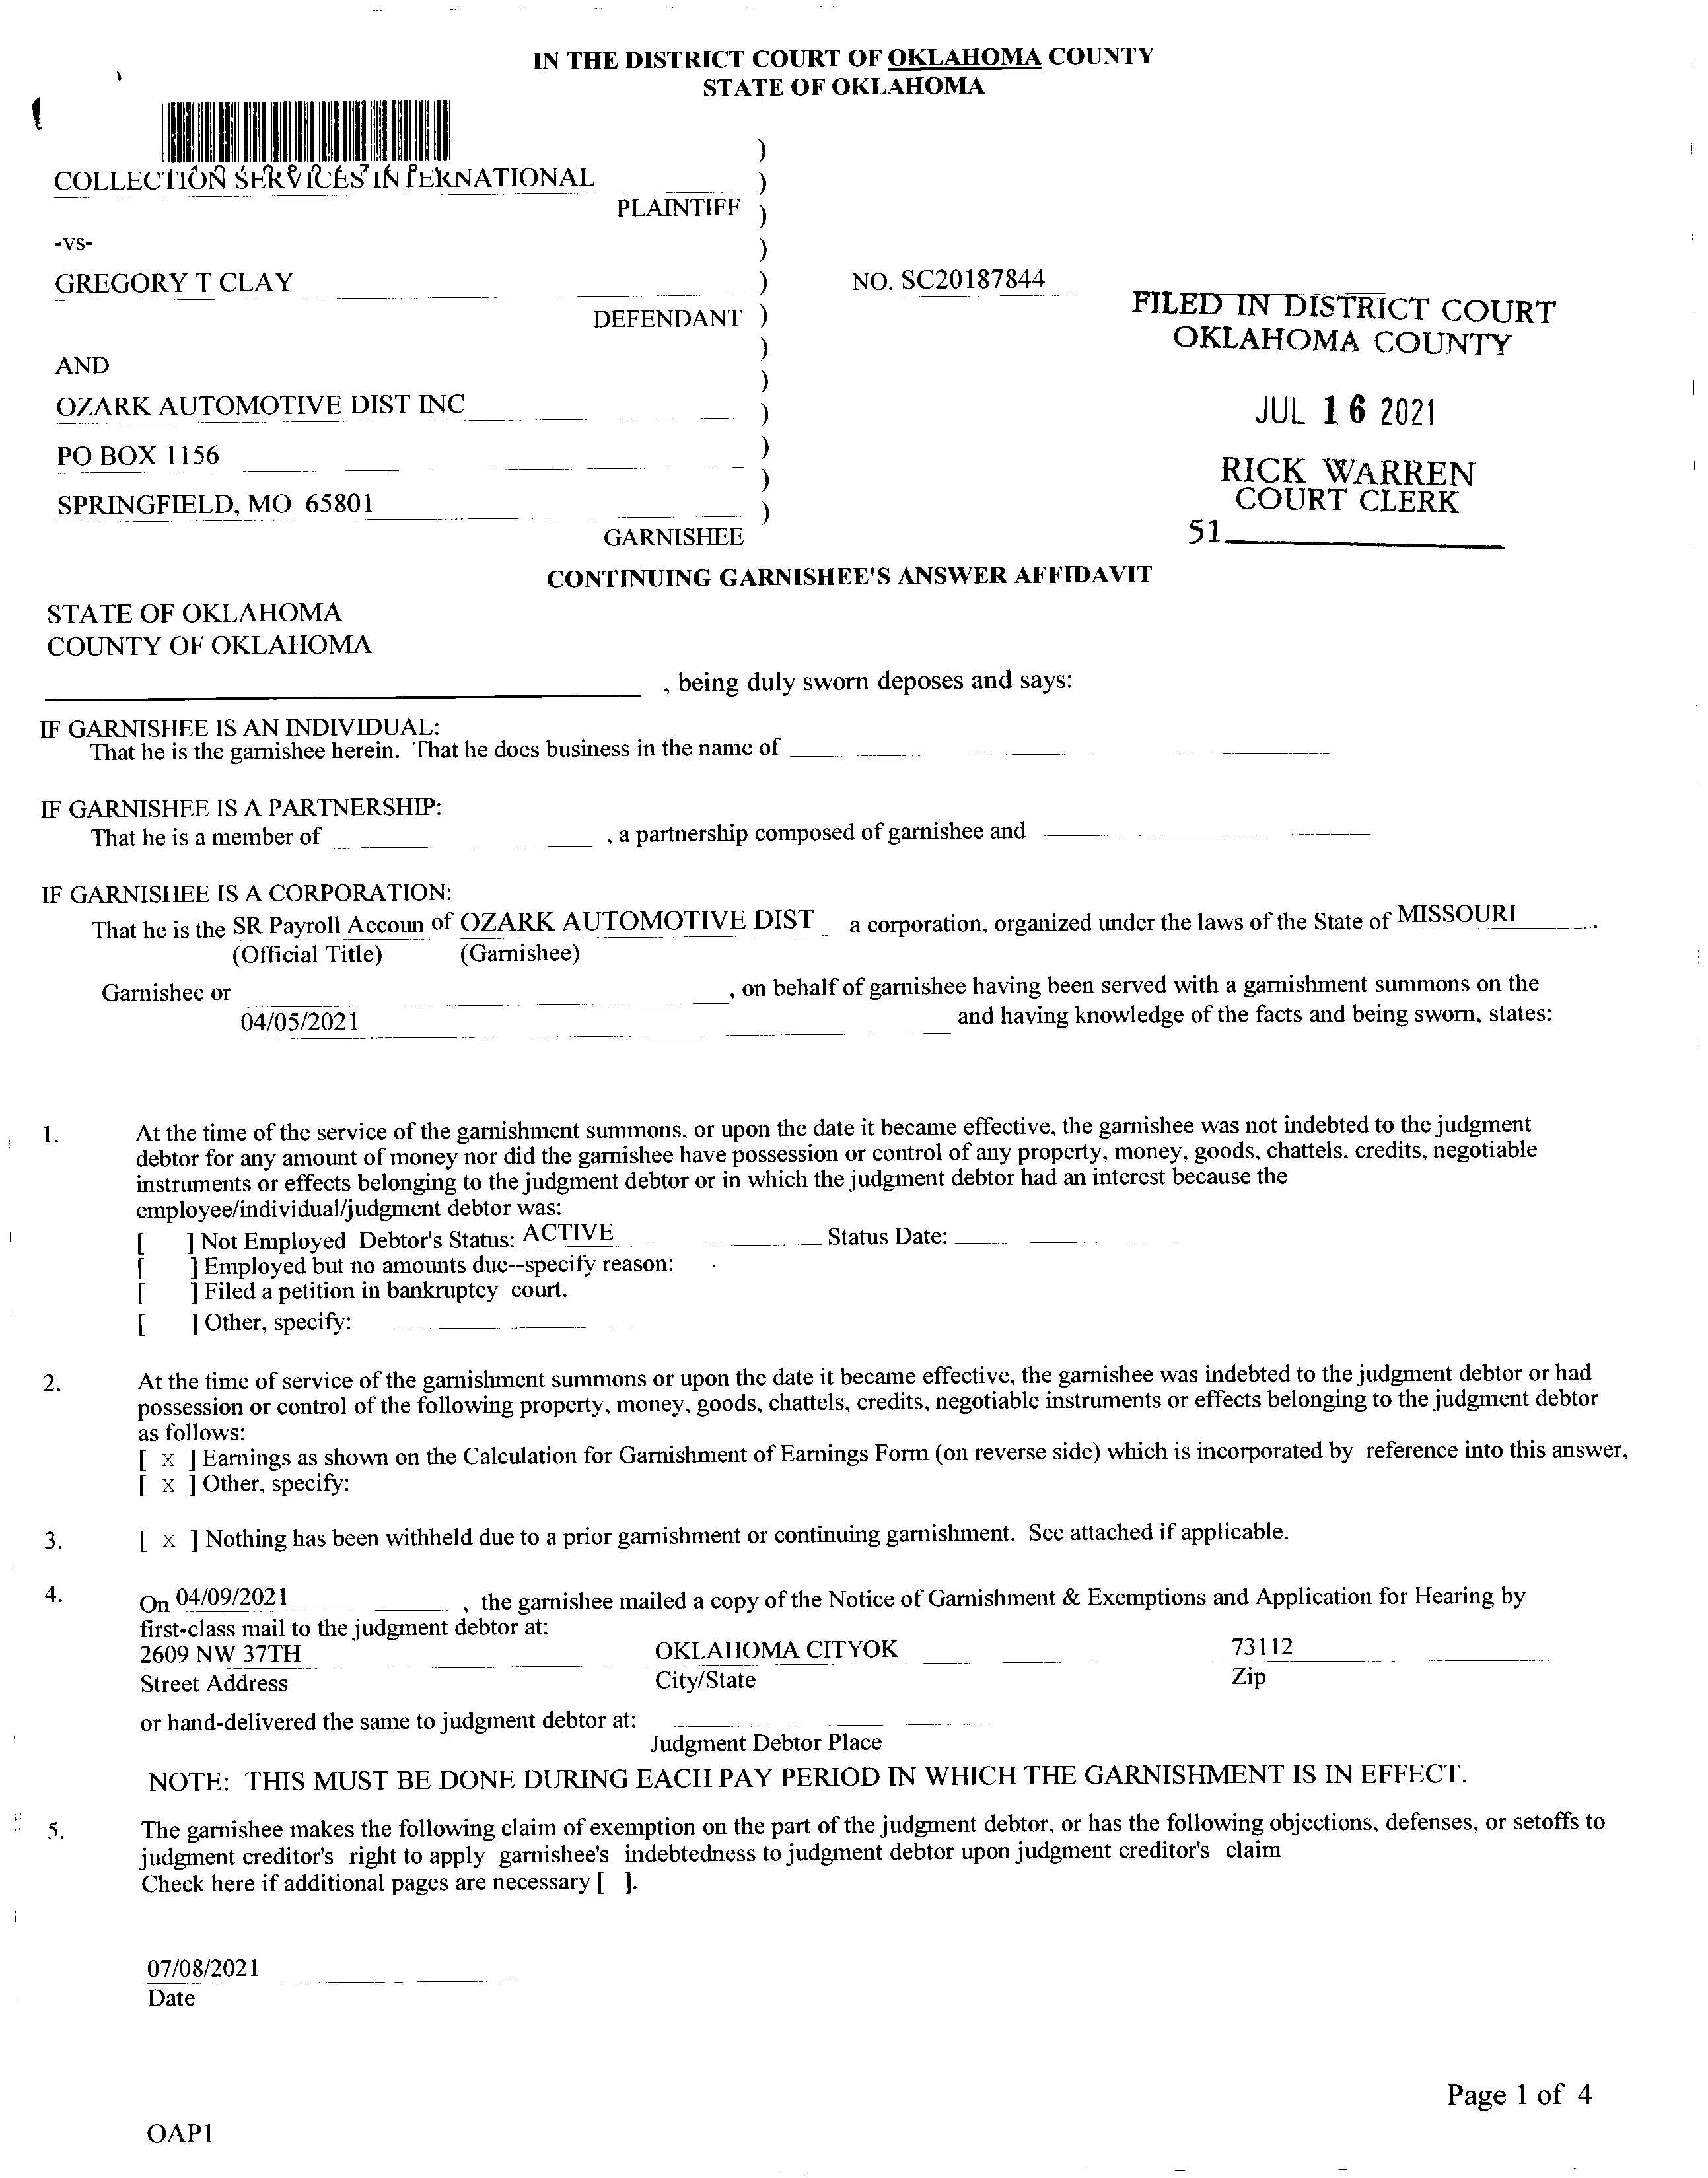 IN THE DISTRICT COURT OF OKLAHOMA COUNTY
STATE OF OKLAHOMA
COLLECTION SERVICES INTERNATIONAL
PLAINTIFF
-vs-
GREGORY T CLAY
DEFENDANT
NO. SC20187844
FILED IN DISTRICT COURT
OKLAHOMA COUNTY
AND
OZARK AUTOMOTIVE DIST INC
JUL 16 2021
PO BOX 1156
RICK WARREN
COURT CLERK
SPRINGFIELD, MO 65801
51
GARNISHEE
CONTINUING GARNISHEE'S ANSWER AFFIDAVIT
STATE OF OKLAHOMA
COUNTY OF OKLAHOMA
, being duly sworn deposes and says:
IF GARNISHEE IS AN INDIVIDUAL:
That he is the garnishee herein. That he does business in the name of
IF GARNISHEE IS A PARTNERSHIP:
That he is a member of , a partnership composed of garnishee and
IF GARNISHEE IS A CORPORATION:
That he is the SR Payroll Accoun of OZARK AUTOMOTIVE DIST a corporation, organized under the laws of the State of MISSOURI .
(Official Title) (Garnishee)
Garnishee or , on behalf of garnishee having been served with a garnishment summons on the
04/05/2021 and having knowledge of the facts and being sworn, states:
1. At the time of the service of the garnishment summons, or upon the date it became effective, the garnishee was not indebted to the judgment
debtor for any amount of money nor did the garnishee have possession or control of any property, money, goods, chattels, credits, negotiable
instruments or effects belonging to the judgment debtor or in which the judgment debtor had an interest because the
employee/individual/judgment debtor was:
[ ] Not Employed Debtor's Status: ACTIVE Status Date:
[ ] Employed but no amounts due--specify reason:
[ ] Filed a petition in bankruptcy court.
[ ] Other, specify:
2. At the time of service of the garnishment summons or upon the date it became effective, the garnishee was indebted to the judgment debtor or had
possession or control of the following property, money, goods, chattels, credits, negotiable instruments or effects belonging to the judgment debtor
as follows:
[ x ] Earnings as shown on the Calculation for Garnishment of Earnings Form (on reverse side) which is incorporated by reference into this answer,
[ x ] Other, specify:
3. [ x ] Nothing has been withheld due to a prior garnishment or continuing garnishment. See attached if applicable.
4. On 04/09/2021 , the garnishee mailed a copy of the Notice of Garnishment & Exemptions and Application for Hearing by
first-class mail to the judgment debtor at:
2609 NW 37TH OKLAHOMA CITYOK 73112
Street Address City/State Zip
or hand-delivered the same to judgment debtor at:
Judgment Debtor Place
NOTE: THIS MUST BE DONE DURING EACH PAY PERIOD IN WHICH THE GARNISHMENT IS IN EFFECT.
5. The garnishee makes the following claim of exemption on the part of the judgment debtor, or has the following objections, defenses, or setoffs to
judgment creditor's right to apply garnishee's indebtedness to judgment debtor upon judgment creditor's claim
Check here if additional pages are necessary [ ].
07/08/2021
Date
Page 1 of 4
OAP1